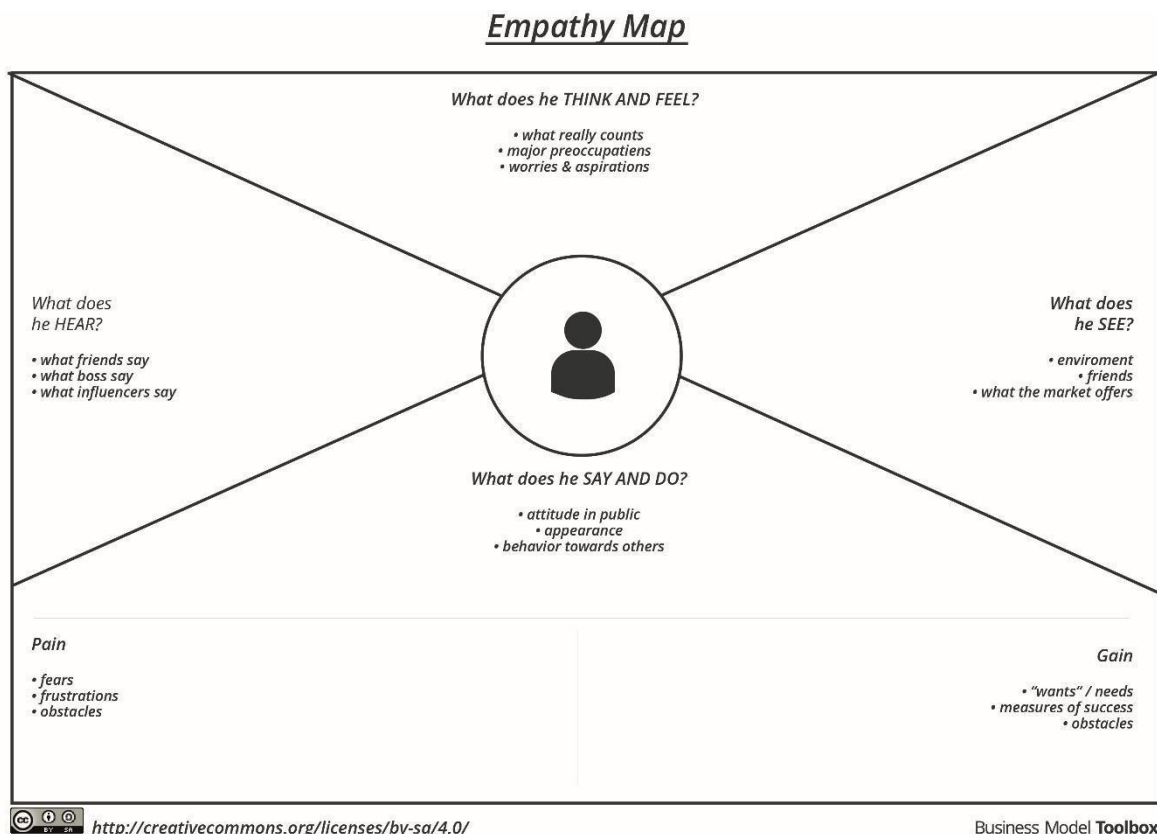 Empathy Map
What does he THINK AND FEEL?
• what really counts
• major preoccupatiens
• worries & aspirations
What does
he HEAR?
• what friends say
• what boss say
• what influencers say
What does
he SEE?
• enviroment
• friends
• what the market offers
What does he SAY AND DO?
• attitude in public
• appearance
• behavior towards others
Pain
• fears
• frustrations
• obstacles
Gain
• “wants“ / needs
• measures of success
• obstacles
cc BY SA http://creativecommons.org/licenses/by-sa/4.0/
Business Model Toolbox